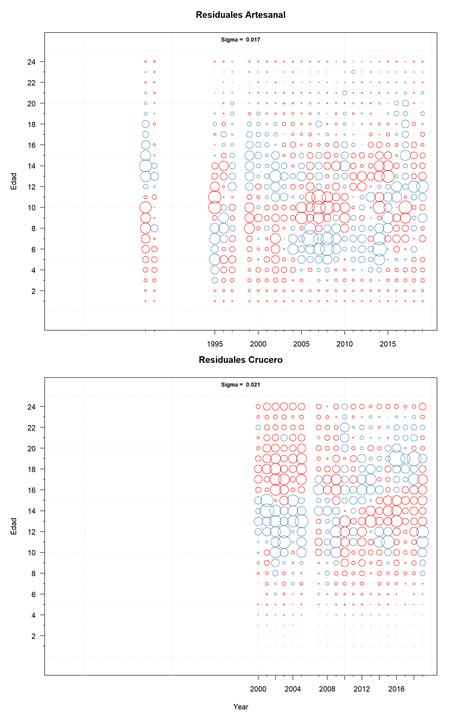 Residuales Artesanal
Sigma = 0.017
24
22
20
18
16
14
12
10
8
6
4
2
Edad
1995 2000 2005 2010 2015
Residuales Crucero
Sigma = 0.021
24
22
20
18
16
14
12
10
8
6
4
2
Edad
2000 2004 2008 2012 2016
Year